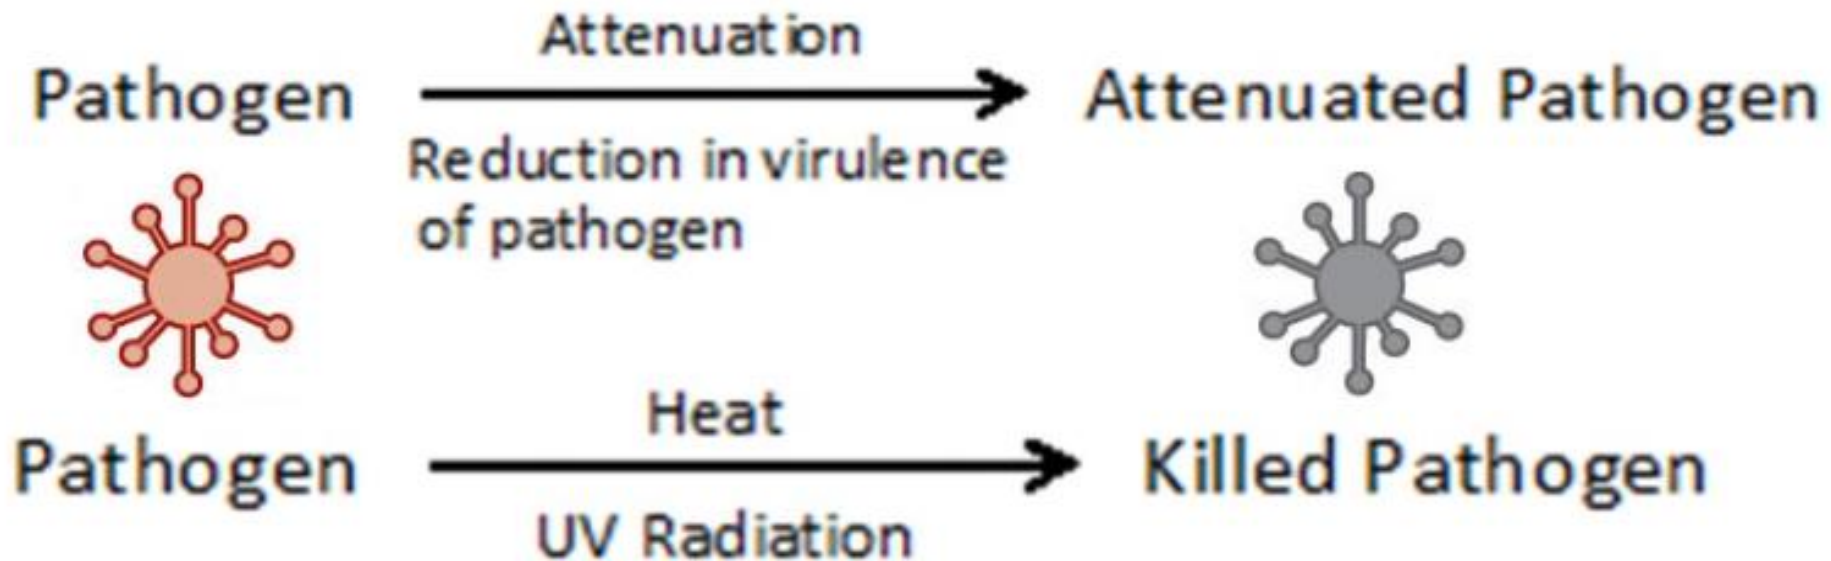 Attenuation
Pathogen
Attenuated Pathogen
Reduction in virulence
of pathogen
Heat
Pathogen
Killed Pathogen
UV Radiation